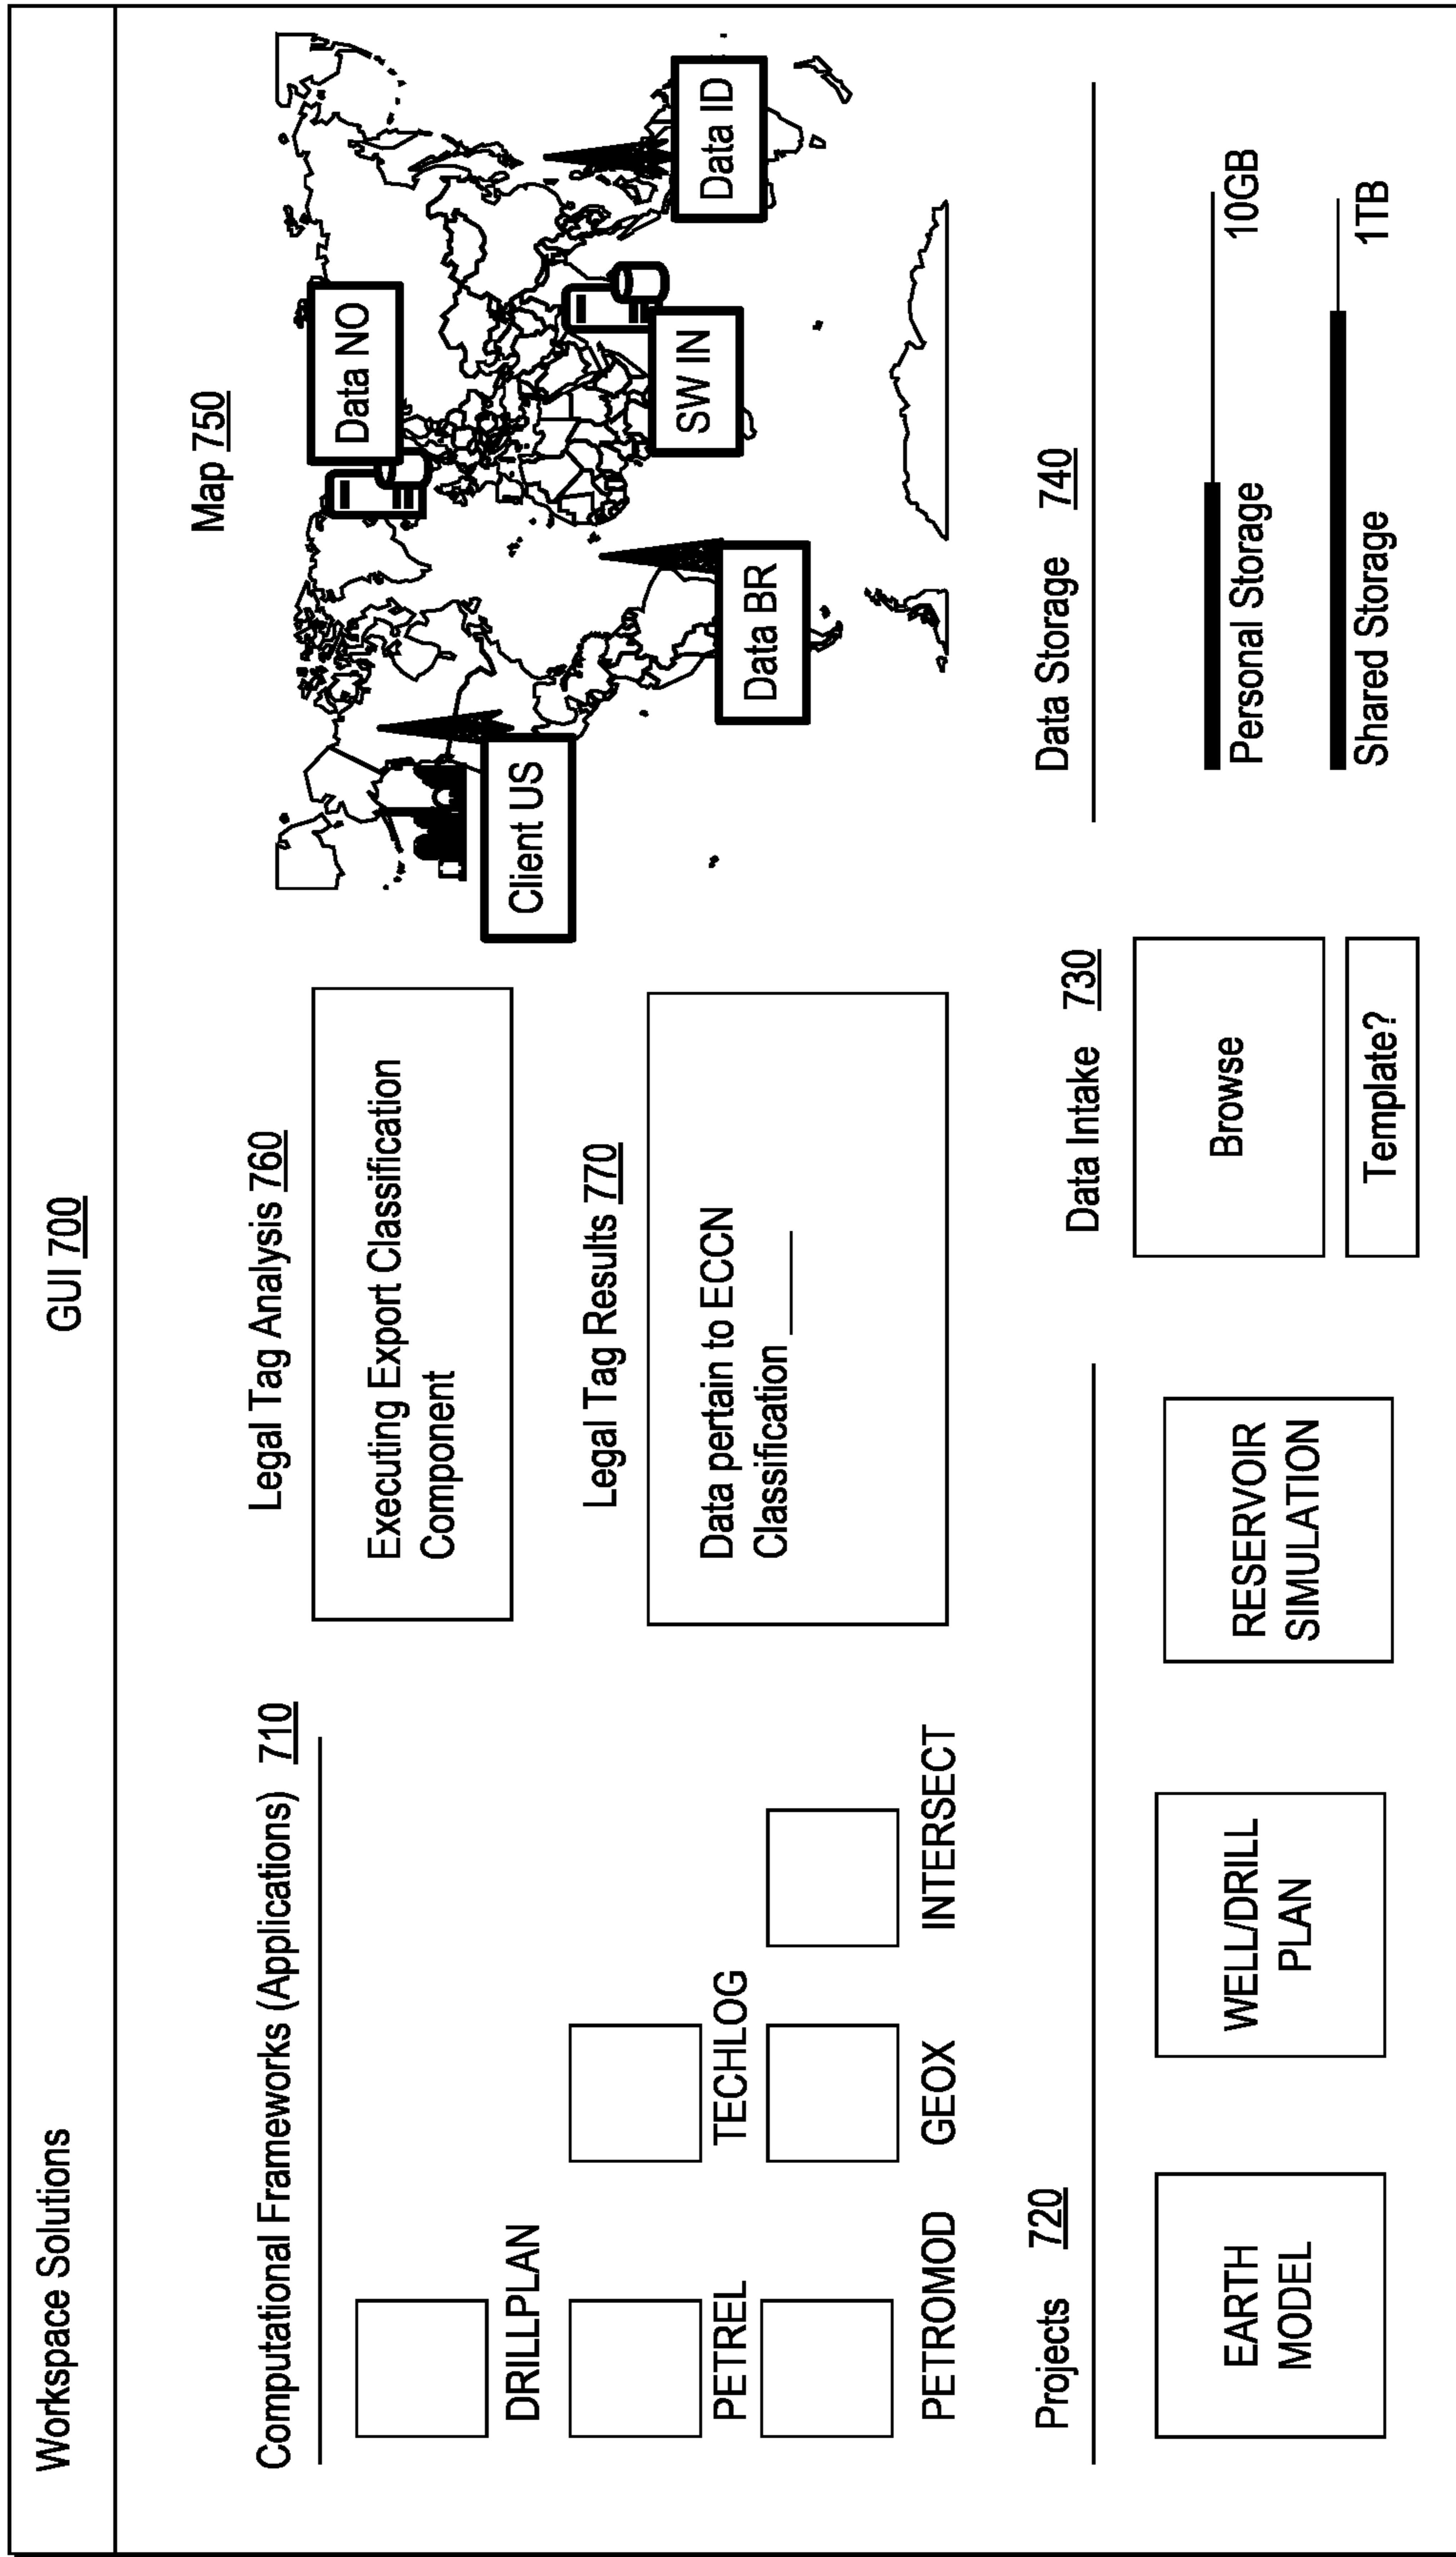 Workspace Solutions
GUI 700
Computational Frameworks (Applications) 710
DRILLPLAN
PETREL
TECHLOG
PETROMOD
GEOX
INTERSECT
Legal Tag Analysis 760
Executing Export Classification
Component
Legal Tag Results 770
Data pertain to ECCN
Classification ____
Map 750
Data NO
Client US
Data BR
SW IN
Data ID
Projects 720
EARTH
MODEL
WELL/DRILL
PLAN
RESERVOIR
SIMULATION
Data Intake 730
Browse
Template?
Data Storage 740
Personal Storage
10GB
Shared Storage
1TB